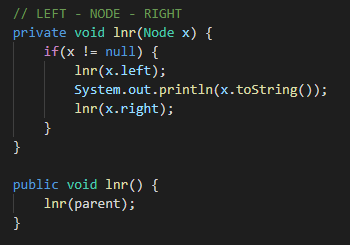 // LEFT - NODE - RIGHT
private void lnr(Node x) {
    if(x != null) {
        lnr(x.left);
        System.out.println(x.toString());
        lnr(x.right);
    }
}

public void lnr() {
    lnr(parent);
}